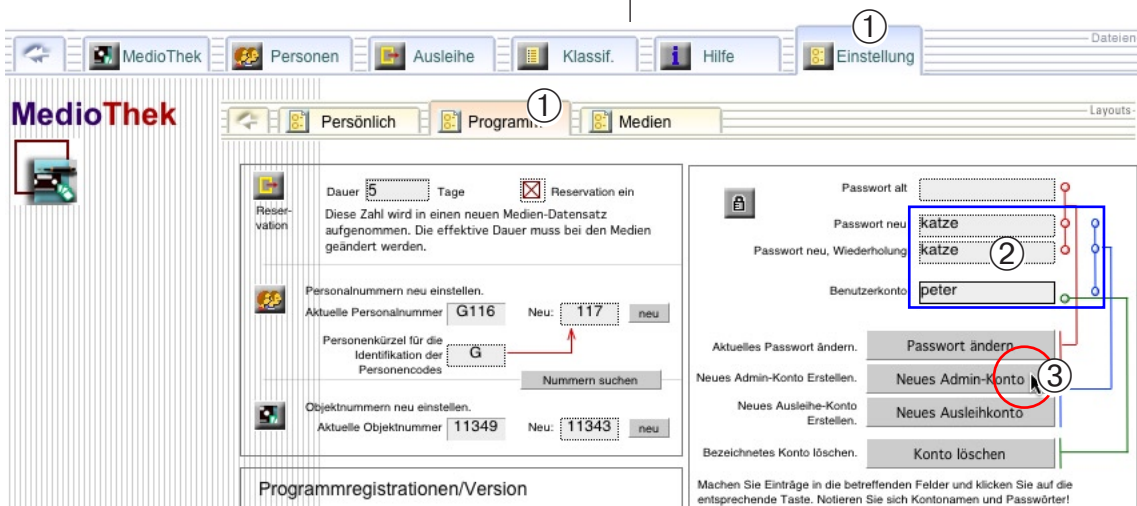 ①
MedioThek Personen Ausleihe Klassif. Hilfe Einstellung Dateien
MedioThek
Persönlich Programm ① Medien Layouts-
Reser-
vation
Dauer 5 Tage Reservation ein
Diese Zahl wird in einen neuen Medien-Datensatz
aufgenommen. Die effektive Dauer muss bei den Medien
geändert werden.
Personalnummern neu einstellen.
Aktuelle Personalnummer G116 Neu: 117 neu
Personenkürzel für die
Identifikation der
Personencodes
G
Nummern suchen
Objektnummern neu einstellen.
Aktuelle Objektnummer 11349 Neu: 11343 neu
Programmregistrationen/Version
Passwort alt
Passwort neu katze
Passwort neu, Wiederholung katze ②
Benutzerkonto peter
Aktuelles Passwort ändern. Passwort ändern
Neues Admin-Konto Erstellen. Neues Admin-Konto ③
Neues Ausleihe-Konto
Erstellen.
Neues Ausleihkonto
Bezeichnetes Konto löschen. Konto löschen
Machen Sie Einträge in die betreffenden Felder und klicken Sie auf die
entsprechende Taste. Notieren Sie sich Kontonamen und Passwörter!